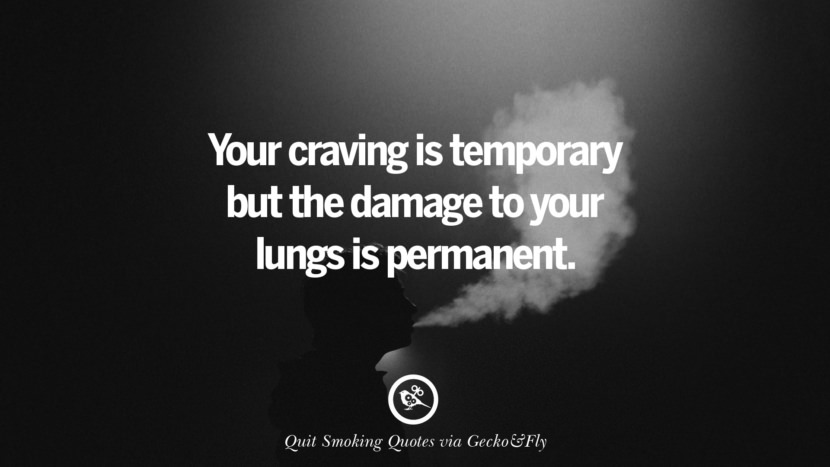 Your craving is temporary
but the damage to your
lungs is permanent.
Quit Smoking Quotes via Gecko&Fly